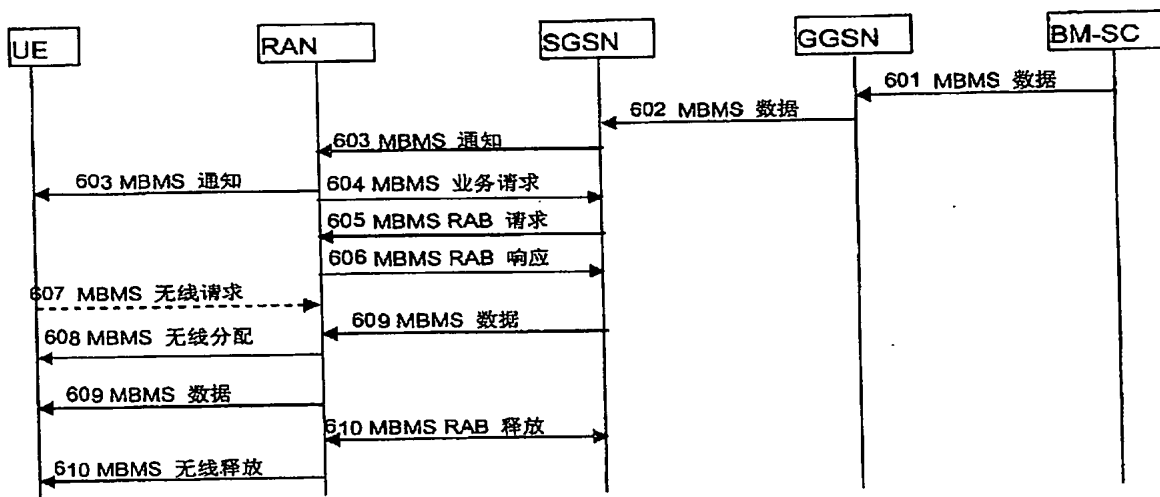 UE
RAN
SGSN
GGSN
BM-SC
601 MBMS 数据
602 MBMS 数据
603 MBMS 通知
603 MBMS 通知
604 MBMS 业务请求
605 MBMS RAB 请求
606 MBMS RAB 响应
607 MBMS 无线请求
609 MBMS 数据
608 MBMS 无线分配
609 MBMS 数据
610 MBMS RAB 释放
610 MBMS 无线释放